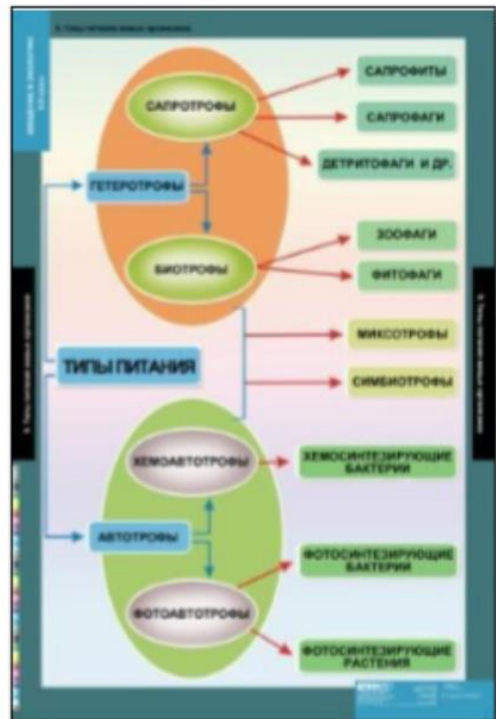 САПРОФИТЫ
САПРОТРОФЫ
САПРОФАГИ
ДЕТРИТОФАГИ И ДР.
ГЕТЕРОТРОФЫ
ЗООФАГИ
БИОТРОФЫ
ФИТОФАГИ
МИКСОТРОФЫ
ТИПЫ ПИТАНИЯ
СИМБИОТРОФЫ
ХЕМОАВТОТРОФЫ
ХЕМОСИНТЕЗИРУЮЩИЕ
БАКТЕРИИ
АВТОТРОФЫ
ФОТОСИНТЕЗИРУЮЩИЕ
БАКТЕРИИ
ФОТОАВТОТРОФЫ
ФОТОСИНТЕЗИРУЮЩИЕ
РАСТЕНИЯ